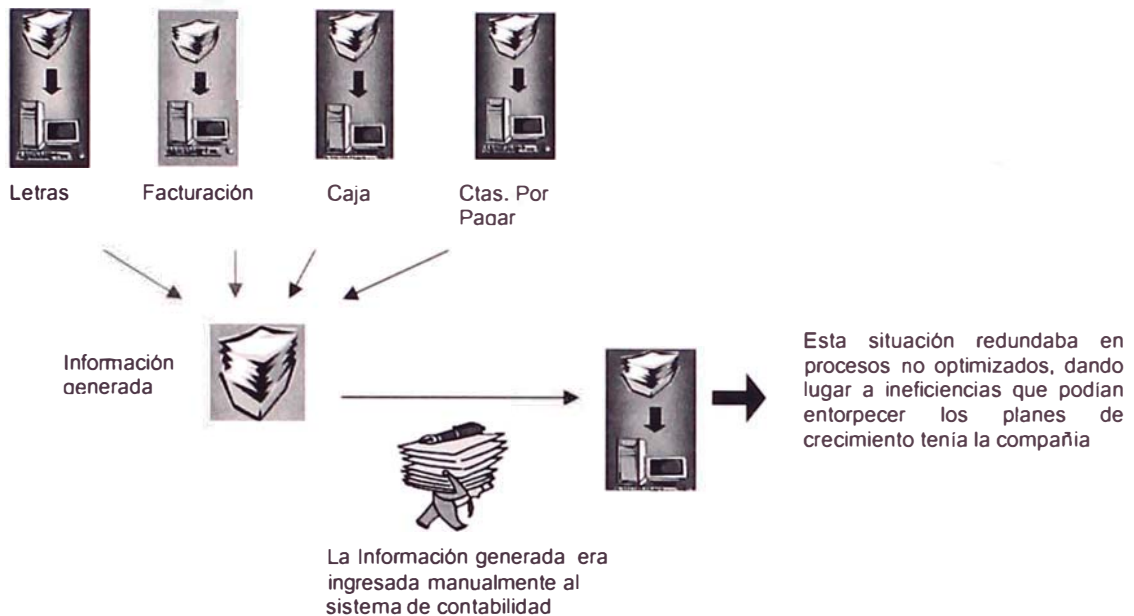 Letras
Facturación
Caja
Ctas. Por
Pagar
Información
generada
Esta situación redundaba en
procesos no optimizados, dando
lugar a ineficiencias que podían
entorpecer los planes de
crecimiento tenía la compañía
La Información generada era
ingresada manualmente al
sistema de contabilidad